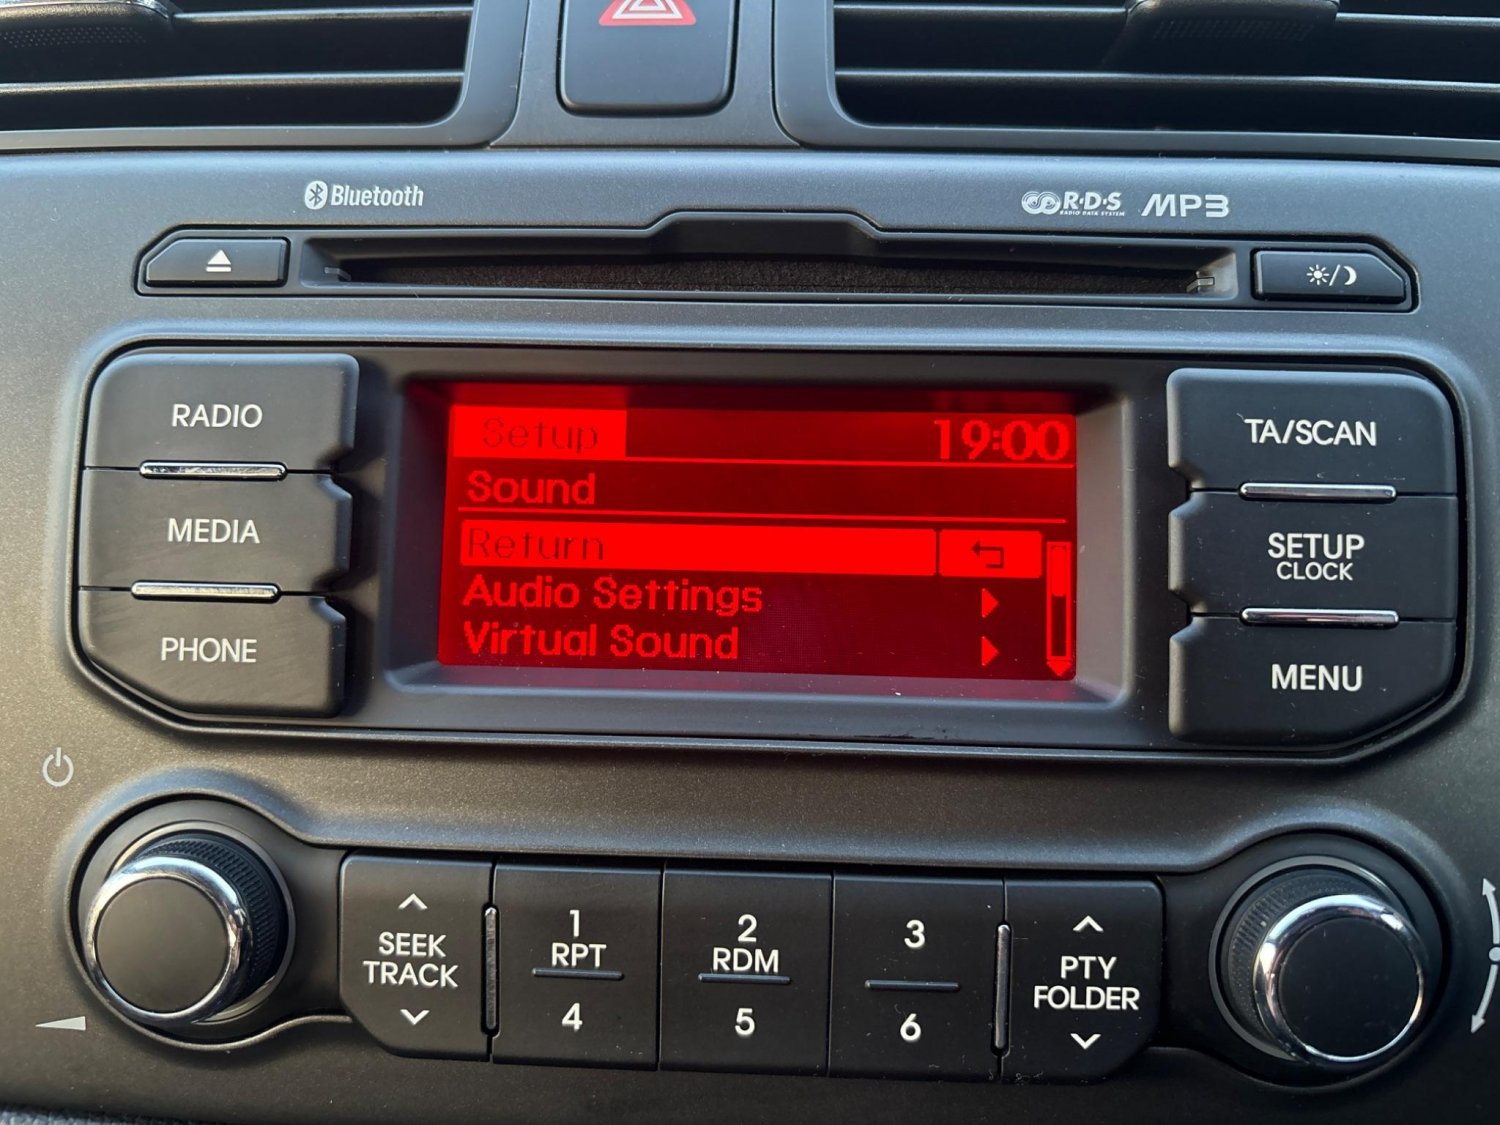 Bluetooth
R·D·S
RADIO DATA SYSTEM
MP3
RADIO
MEDIA
PHONE
Setup 19:00
Sound
Return
Audio Settings
Virtual Sound
TA/SCAN
SETUP
CLOCK
MENU
SEEK
TRACK
1
RPT
4
2
RDM
5
3
6
PTY
FOLDER